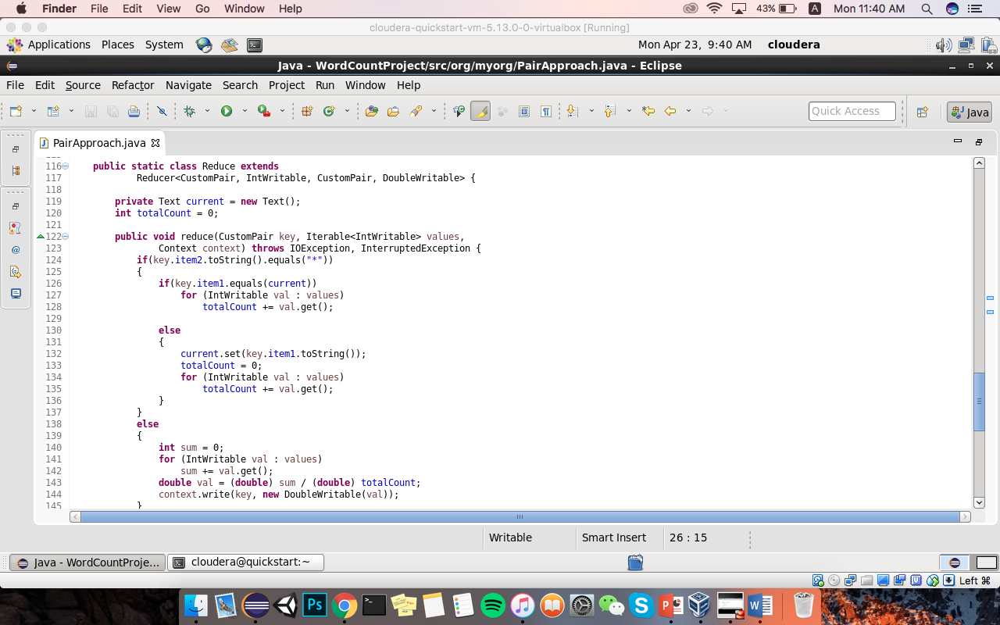 Finder File Edit View Go Window Help 43% A Mon 11:40 AM
cloudera-quickstart-vm-5.13.0-0-virtualbox [Running]
Applications Places System Mon Apr 23, 9:40 AM cloudera
Java - WordCountProject/src/org/myorg/PairApproach.java - Eclipse
File Edit Source Refactor Navigate Search Project Run Window Help
Quick Access Java
PairApproach.java
116 public static class Reduce extends
117 Reducer<CustomPair, IntWritable, CustomPair, DoubleWritable> {
118
119 private Text current = new Text();
120 int totalCount = 0;
121
122 public void reduce(CustomPair key, Iterable<IntWritable> values,
123 Context context) throws IOException, InterruptedException {
124 if(key.item2.toString().equals("*"))
125 {
126 if(key.item1.equals(current))
127 for (IntWritable val : values)
128 totalCount += val.get();
129
130 else
131 {
132 current.set(key.item1.toString());
133 totalCount = 0;
134 for (IntWritable val : values)
135 totalCount += val.get();
136 }
137 }
138 else
139 {
140 int sum = 0;
141 for (IntWritable val : values)
142 sum += val.get();
143 double val = (double) sum / (double) totalCount;
144 context.write(key, new DoubleWritable(val));
145 }
Writable Smart Insert 26 : 15
Java - WordCountProje... cloudera@quickstart:~
Left ⌘
Ps